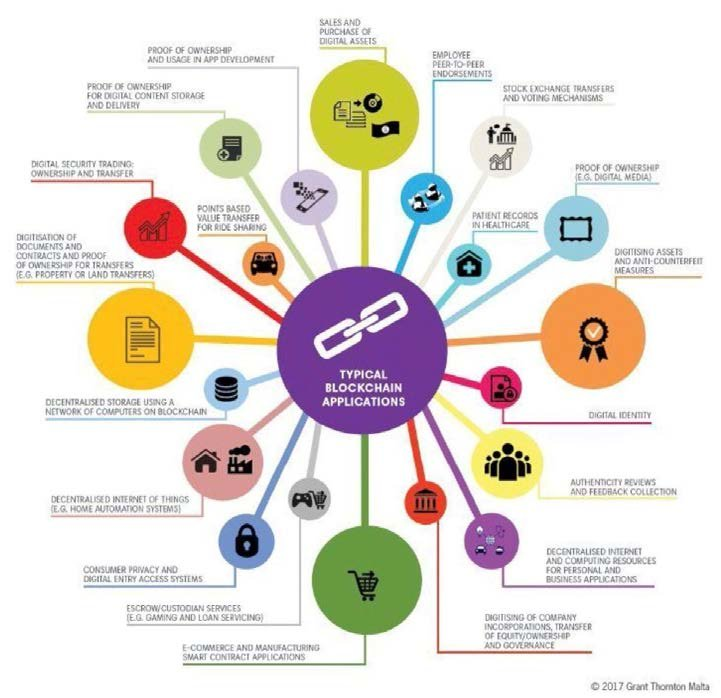 SALES AND
PURCHASE OF
DIGITAL ASSETS
PROOF OF OWNERSHIP
AND USAGE IN APP DEVELOPMENT
EMPLOYEE
PEER-TO-PEER
ENDORSEMENTS
PROOF OF OWNERSHIP
FOR DIGITAL CONTENT STORAGE
AND DELIVERY
STOCK EXCHANGE TRANSFERS
AND VOTING MECHANISMS
DIGITAL SECURITY TRADING:
OWNERSHIP AND TRANSFER
PROOF OF OWNERSHIP
(E.G. DIGITAL MEDIA)
POINTS BASED
VALUE TRANSFER
FOR RIDE SHARING
PATIENT RECORDS
IN HEALTHCARE
DIGITISATION OF
DOCUMENTS AND
CONTRACTS AND PROOF
OF OWNERSHIP FOR TRANSFERS
(E.G. PROPERTY OR LAND TRANSFERS)
DIGITISING ASSETS
AND ANTI-COUNTERFEIT
MEASURES
TYPICAL
BLOCKCHAIN
APPLICATIONS
DECENTRALISED STORAGE USING A
NETWORK OF COMPUTERS ON BLOCKCHAIN
DIGITAL IDENTITY
DECENTRALISED INTERNET OF THINGS
(E.G. HOME AUTOMATION SYSTEMS)
AUTHENTICITY REVIEWS
AND FEEDBACK COLLECTION
CONSUMER PRIVACY AND
DIGITAL ENTRY ACCESS SYSTEMS
DECENTRALISED INTERNET
AND COMPUTING RESOURCES
FOR PERSONAL AND
BUSINESS APPLICATIONS
ESCROW/CUSTODIAN SERVICES
(E.G. GAMING AND LOAN SERVICING)
DIGITISING OF COMPANY
INCORPORATIONS, TRANSFER
OF EQUITY/OWNERSHIP
AND GOVERNANCE
E-COMMERCE AND MANUFACTURING
SMART CONTRACT APPLICATIONS
© 2017 Grant Thornton Malta